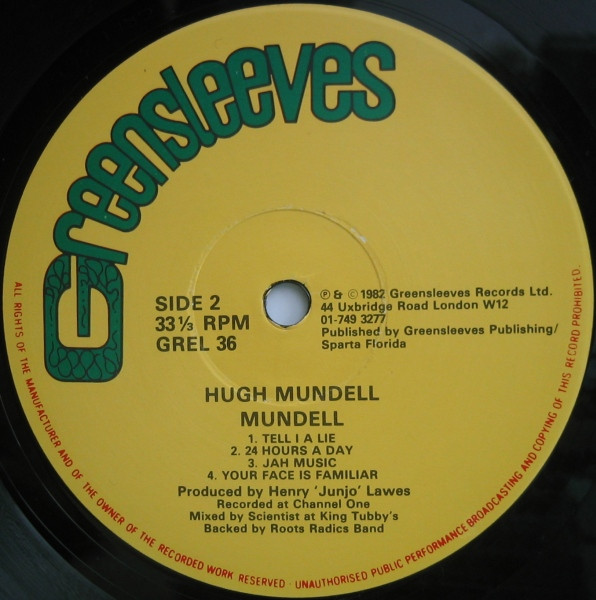 Greensleeves
SIDE 2
33⅓ RPM
GREL 36
℗ & © 1982 Greensleeves Records Ltd.
44 Uxbridge Road London W12
01-749 3277
Published by Greensleeves Publishing/
Sparta Florida
HUGH MUNDELL
MUNDELL
1. TELL I A LIE
2. 24 HOURS A DAY
3. JAH MUSIC
4. YOUR FACE IS FAMILIAR
Produced by Henry 'Junjo' Lawes
Recorded at Channel One
Mixed by Scientist at King Tubby's
Backed by Roots Radics Band
ALL RIGHTS OF THE MANUFACTURER AND OF THE OWNER OF THE RECORDED WORK RESERVED · UNAUTHORISED PUBLIC PERFORMANCE BROADCASTING AND COPYING OF THIS RECORD PROHIBITED.